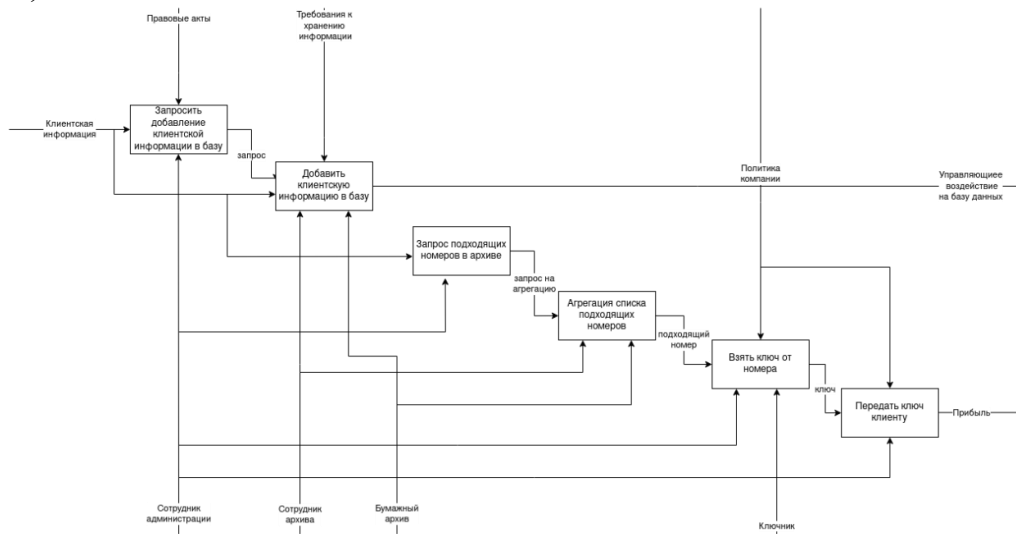 Правовые акты
Требования к
хранению
информации
Клиентская
информация
Запросить
добавление
клиентской
информации в базу
запрос
Добавить
клиентскую
информацию в базу
Политика
компании
Управляющиее
воздействие
на базу данных
Запрос подходящих
номеров в архиве
запрос на
агрегацию
Агрегация списка
подходящих
номеров
подходящий
номер
Взять ключ от
номера
ключ
Передать ключ
клиенту
Прибыль
Сотрудник
администрации
Сотрудник
архива
Бумажный
архив
Ключник